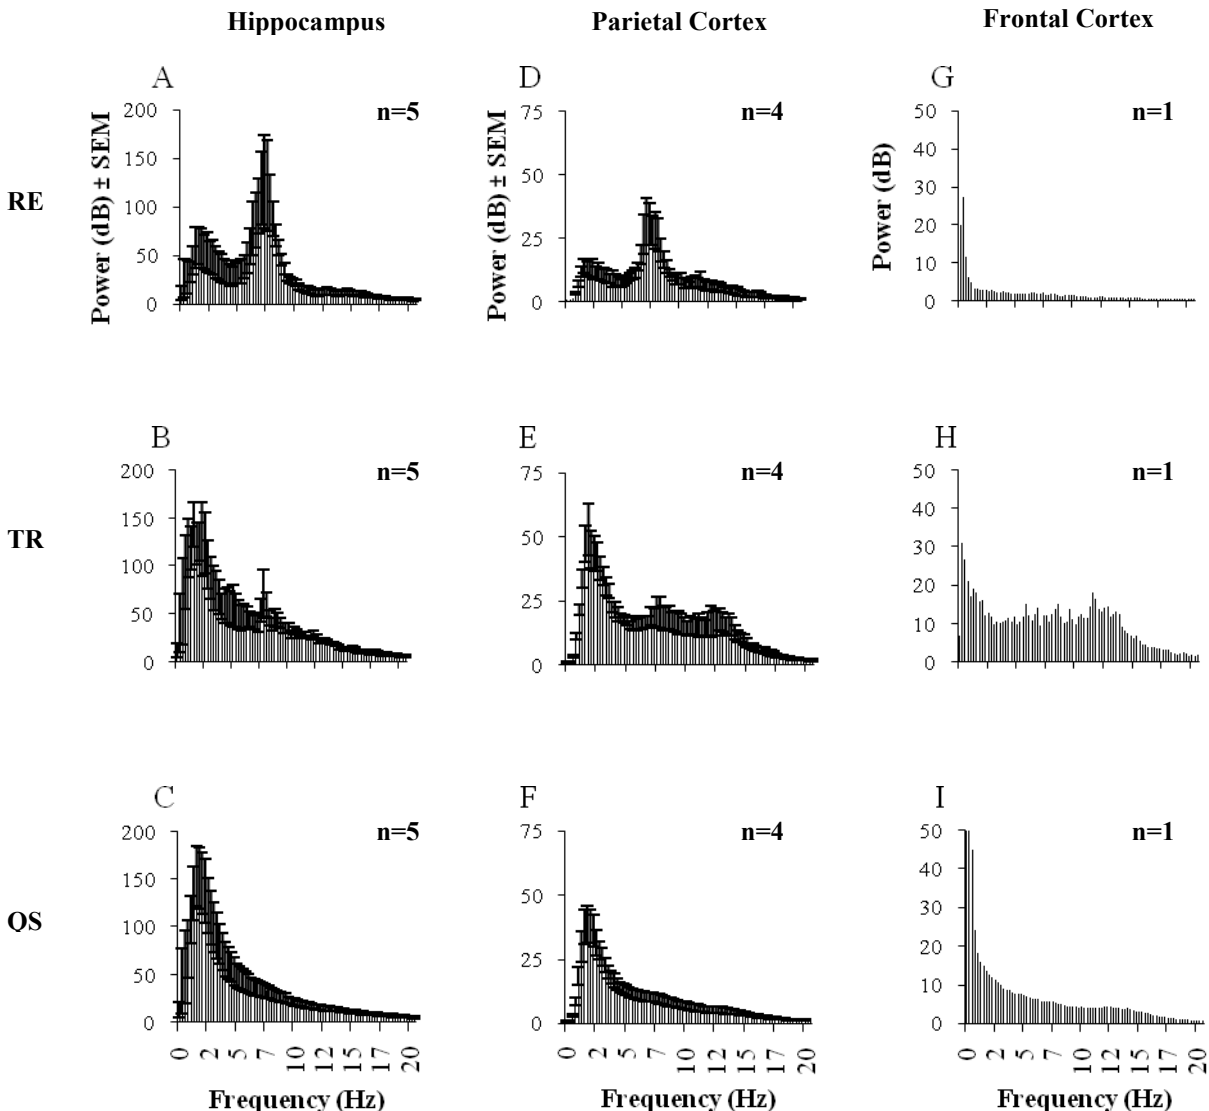 Hippocampus Parietal Cortex Frontal Cortex
A D G
RE
Power (dB) ± SEM
200
150
100
50
0
n=5
Power (dB) ± SEM
75
50
25
0
n=4
Power (dB)
50
40
30
20
10
0
n=1
B E H
TR
200
150
100
50
0
n=5
75
50
25
0
n=4
50
40
30
20
10
0
n=1
C F I
QS
200
150
100
50
0
n=5
75
50
25
0
n=4
50
40
30
20
10
0
n=1
0 2 5 7 10 12 15 17 20
0 2 5 7 10 12 15 17 20
0 2 5 7 10 12 15 17 20
Frequency (Hz) Frequency (Hz) Frequency (Hz)